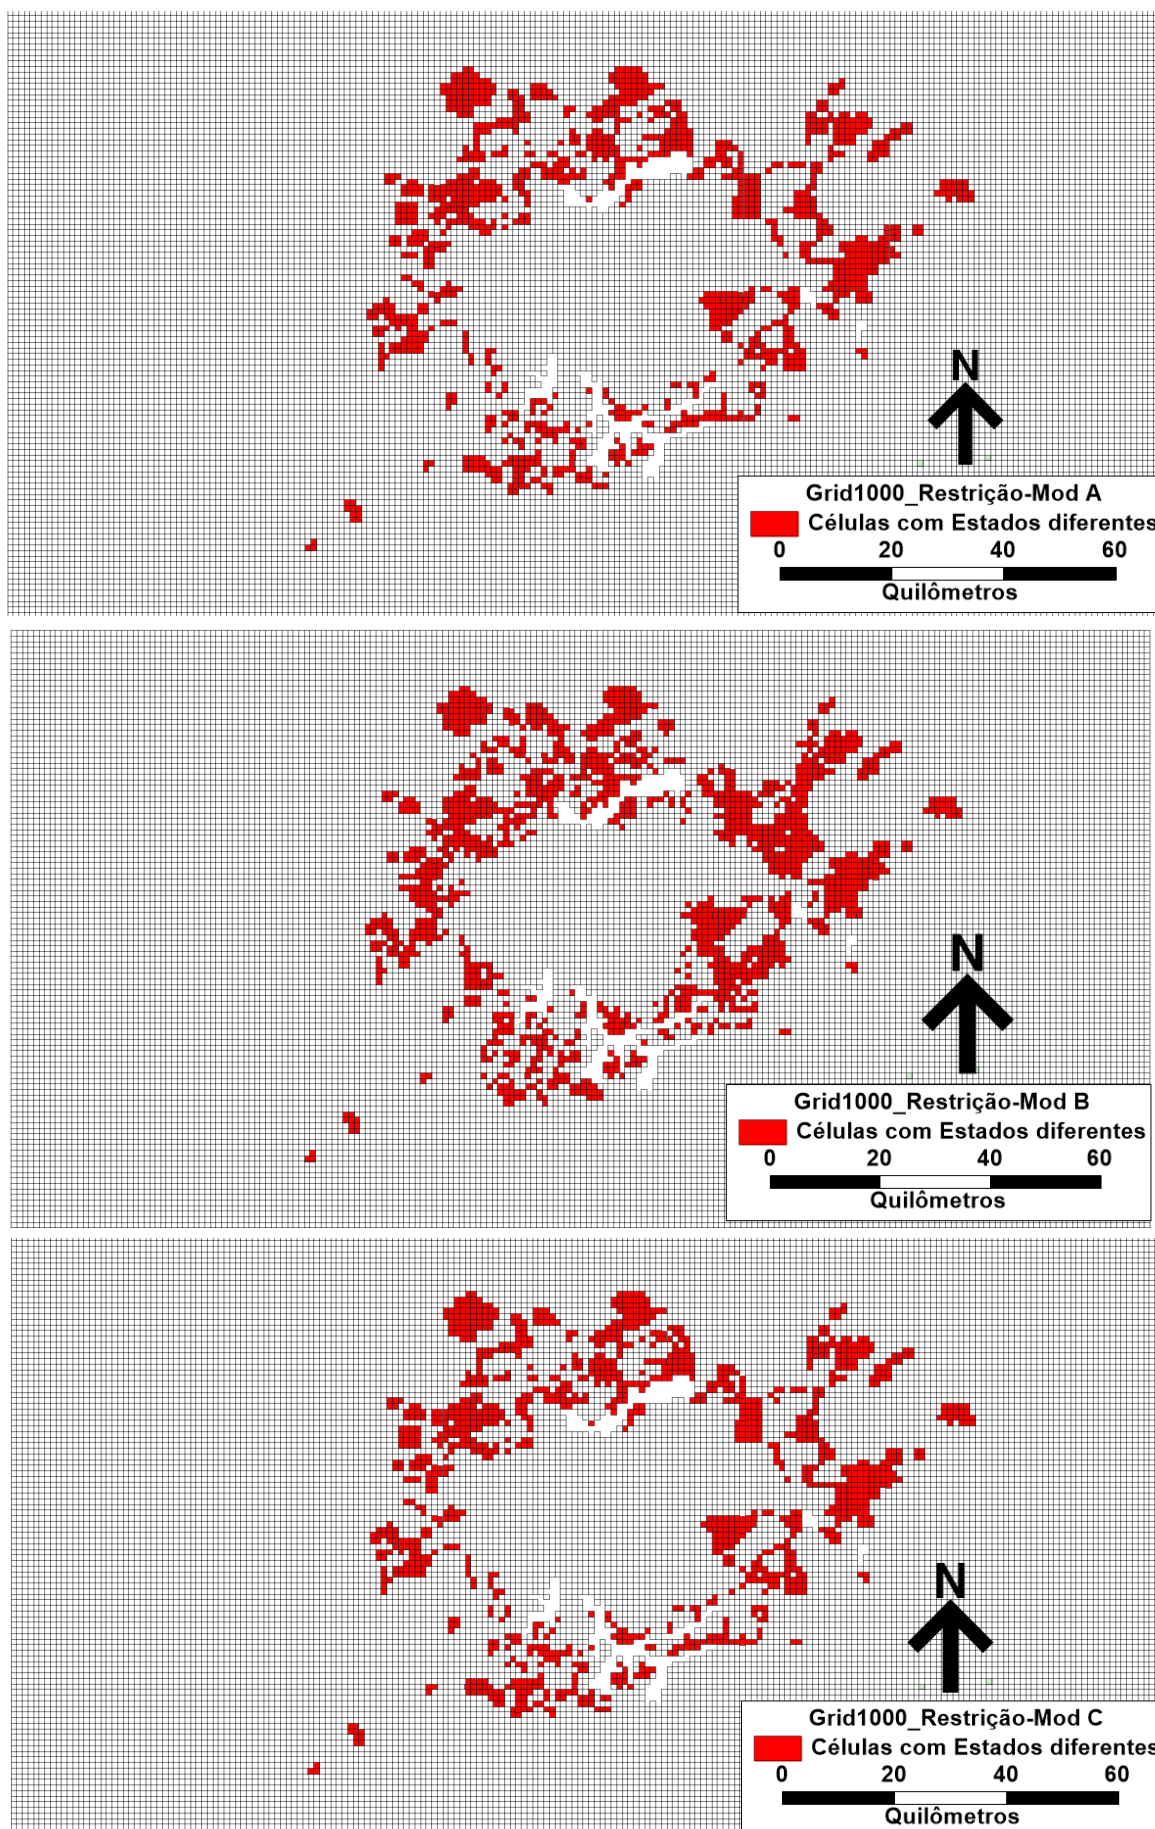 N
Grid1000_Restrição-Mod A
Células com Estados diferentes
0 20 40 60
Quilômetros
N
Grid1000_Restrição-Mod B
Células com Estados diferentes
0 20 40 60
Quilômetros
N
Grid1000_Restrição-Mod C
Células com Estados diferentes
0 20 40 60
Quilômetros